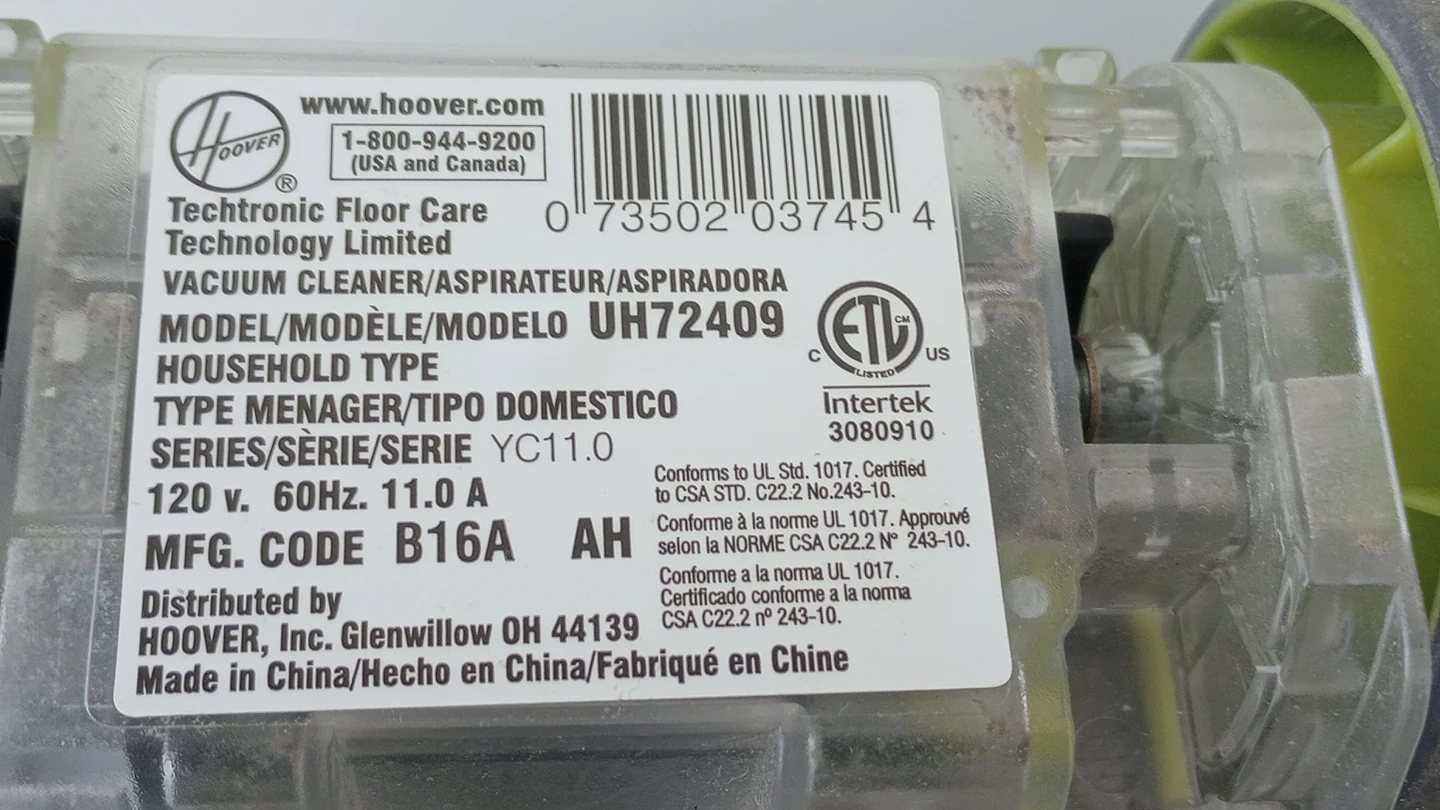 HOOVER
®
www.hoover.com
1-800-944-9200
(USA and Canada)
0 73502 03745 4
Techtronic Floor Care
Technology Limited
VACUUM CLEANER/ASPIRATEUR/ASPIRADORA
MODEL/MODÈLE/MODELO UH72409
HOUSEHOLD TYPE
TYPE MENAGER/TIPO DOMESTICO
SERIES/SÈRIE/SERIE YC11.0
120 v. 60Hz. 11.0 A
MFG. CODE B16A AH
Distributed by
HOOVER, Inc. Glenwillow OH 44139
Made in China/Hecho en China/Fabriqué en Chine
ETL CM
C US
LISTED
Intertek
3080910
Conforms to UL Std. 1017. Certified
to CSA STD. C22.2 No.243-10.
Conforme à la norme UL 1017. Approuvé
selon la NORME CSA C22.2 N° 243-10.
Conforme a la norma UL 1017.
Certificado conforme a la norma
CSA C22.2 nº 243-10.